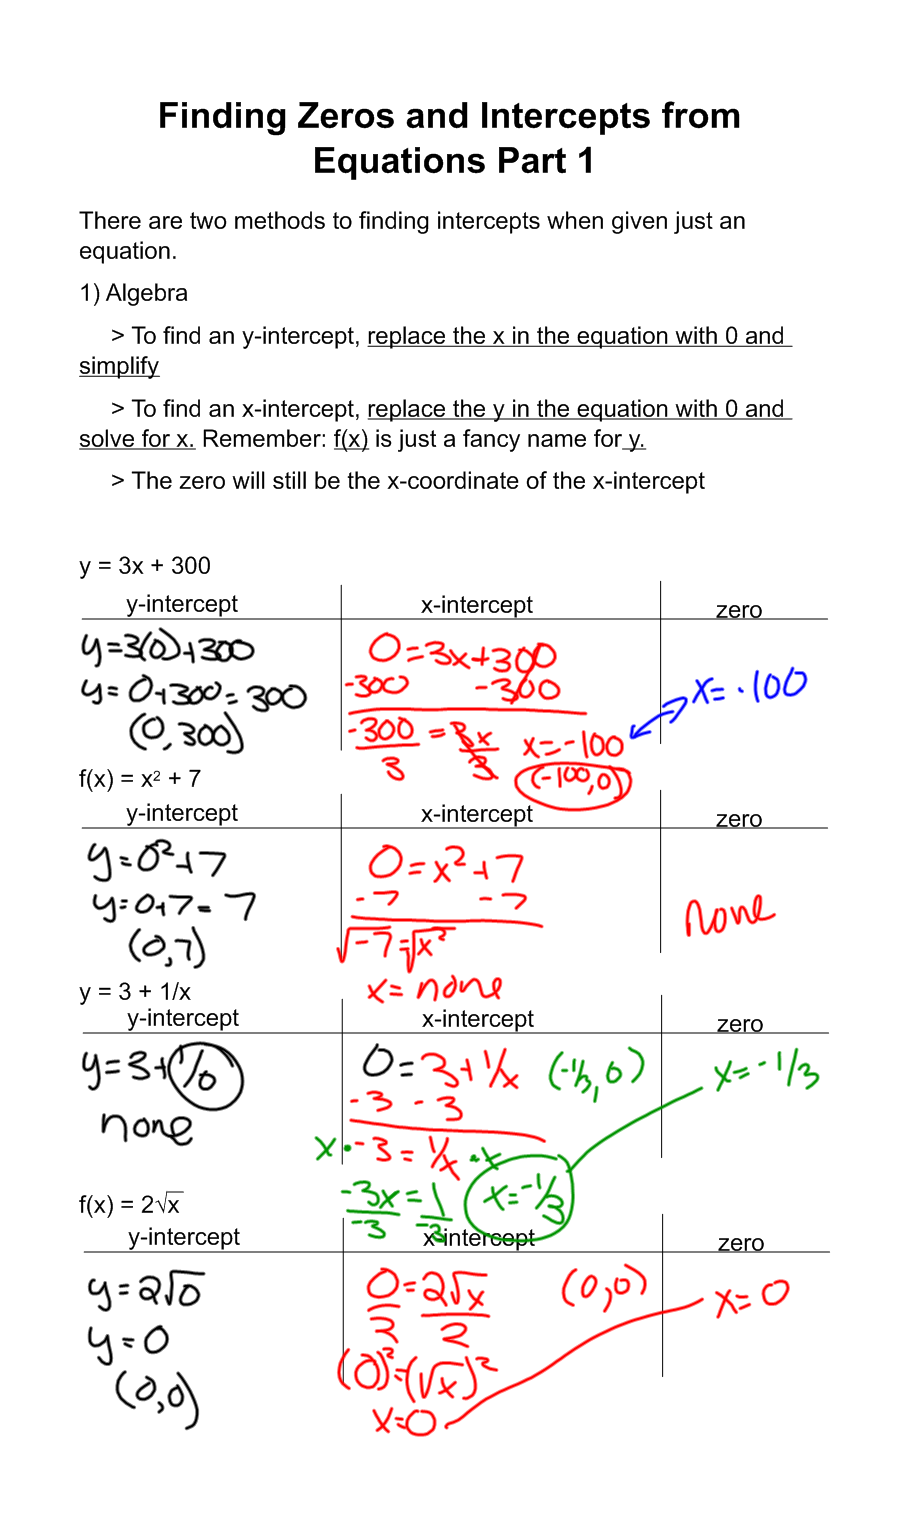 Finding Zeros and Intercepts from
Equations Part 1
There are two methods to finding intercepts when given just an
equation.
1) Algebra
> To find an y-intercept, replace the x in the equation with 0 and
simplify
> To find an x-intercept, replace the y in the equation with 0 and
solve for x. Remember: f(x) is just a fancy name for y.
> The zero will still be the x-coordinate of the x-intercept
y = 3x + 300
y-intercept x-intercept zero
y=3(0)+300 0=3x+300
y= 0+300= 300 -300 -300 x= -100
(0, 300) -300/3 = 3x/3 x=-100
(-100,0)
f(x) = x² + 7
y-intercept x-intercept zero
y=0²+7 0=x²+7
y=0+7= 7 -7 -7 none
(0,7) √-7=√x²
x= none
y = 3 + 1/x
y-intercept x-intercept zero
y=3+1/0 0=3+1/x (-1/3, 0) x=-1/3
none -3 -3
x•-3=1/x•x
-3x/-3=1/-3 x=-1/3
f(x) = 2√x
y-intercept x-intercept zero
y=2√0 0/2=2√x/2 (0,0) x=0
y=0
(0,0) (0)²=(√x)²
x=0